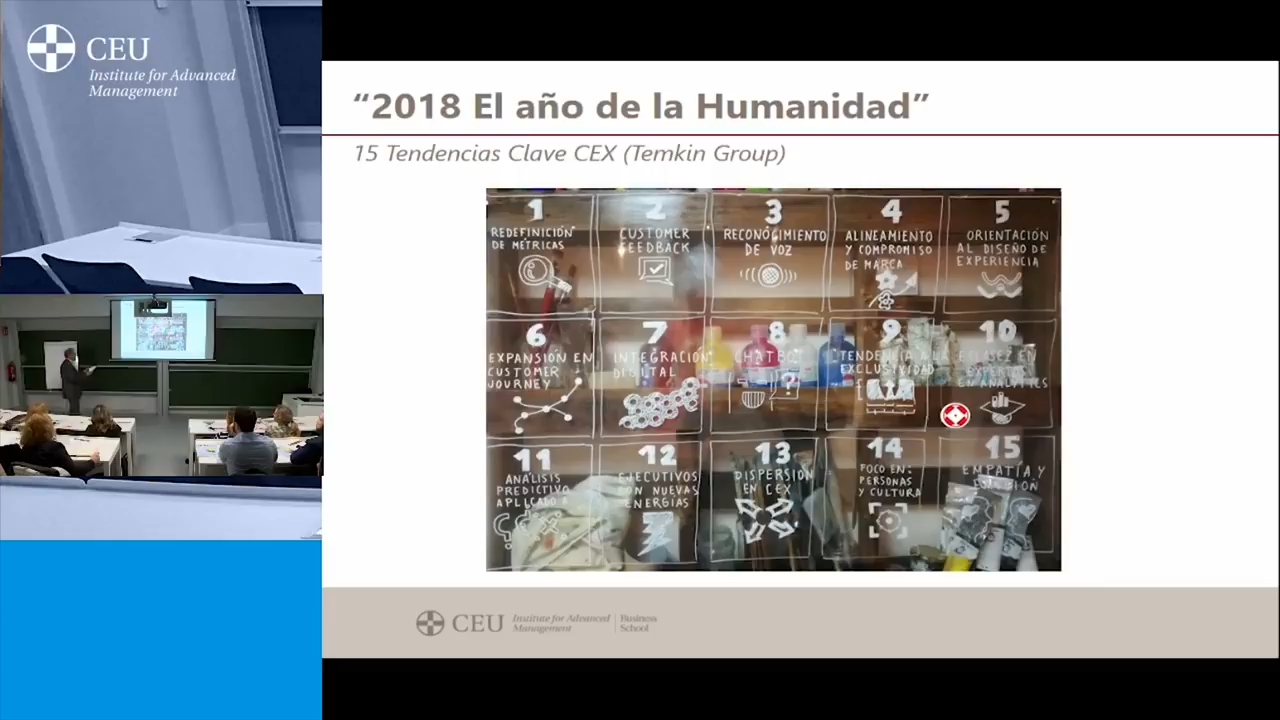 CEU
Institute for Advanced
Management
“2018 El año de la Humanidad”
15 Tendencias Clave CEX (Temkin Group)
1
REDEFINICIÓN
DE MÉTRICAS
2
CUSTOMER
FEEDBACK
3
RECONOCIMIENTO
DE VOZ
4
ALINEAMIENTO
Y COMPROMISO
DE MARCA
5
ORIENTACIÓN
AL DISEÑO DE
EXPERIENCIA
6
EXPANSIÓN EN
CUSTOMER
JOURNEY
7
INTEGRACIÓN
DIGITAL
8
CHATBO
9
TENDENCIA A LA
EXCLUSIVIDAD
10
ESCASEZ EN
EXPERTOS
EN ANALYTICS
11
ANÁLISIS
PREDICTIVO
APLICADO
12
EJECUTIVOS
CON NUEVAS
ENERGÍAS
13
DISPERSIÓN
EN CEX
14
FOCO EN:
PERSONAS
Y CULTURA
15
EMPATÍA Y
CEU
Institute for Advanced
Management
Business
School